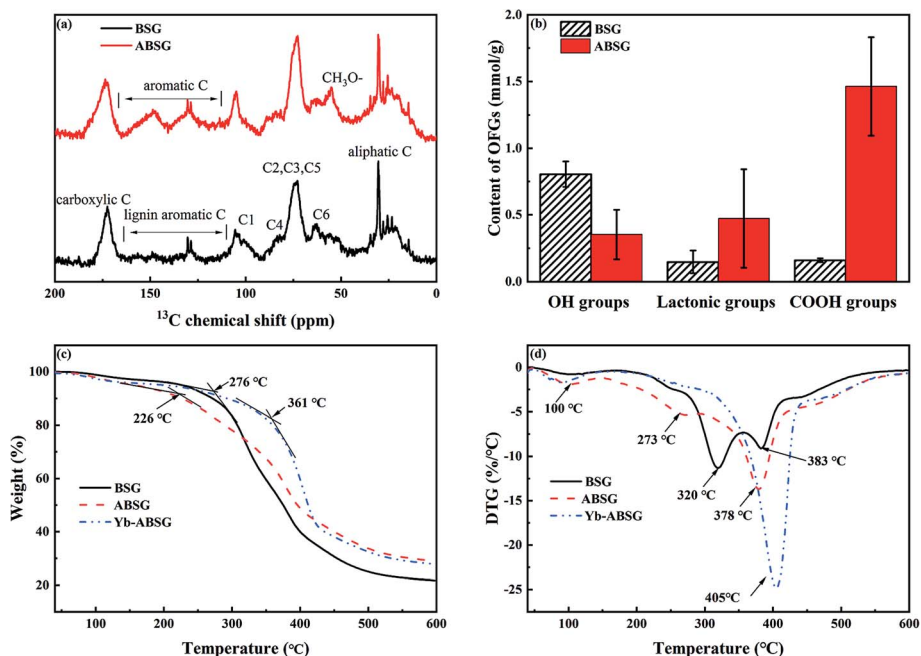 (a)
BSG
ABSG
aromatic C
CH3O-
C2,C3,C5
aliphatic C
carboxylic C
lignin aromatic C
C1
C4
C6
200 150 100 50 0
¹³C chemical shift (ppm)
(b)
BSG
ABSG
2.0
1.5
1.0
0.5
0.0
Content of OFGs (mmol/g)
OH groups Lactonic groups COOH groups
(c)
100
80
60
40
20
Weight (%)
276 ℃
361 ℃
226 ℃
BSG
ABSG
Yb-ABSG
100 200 300 400 500 600
Temperature (℃)
(d)
0
-5
-10
-15
-20
-25
DTG (%/℃)
100 ℃
273 ℃
383 ℃
320 ℃
378 ℃
405℃
BSG
ABSG
Yb-ABSG
100 200 300 400 500 600
Temperature (℃)